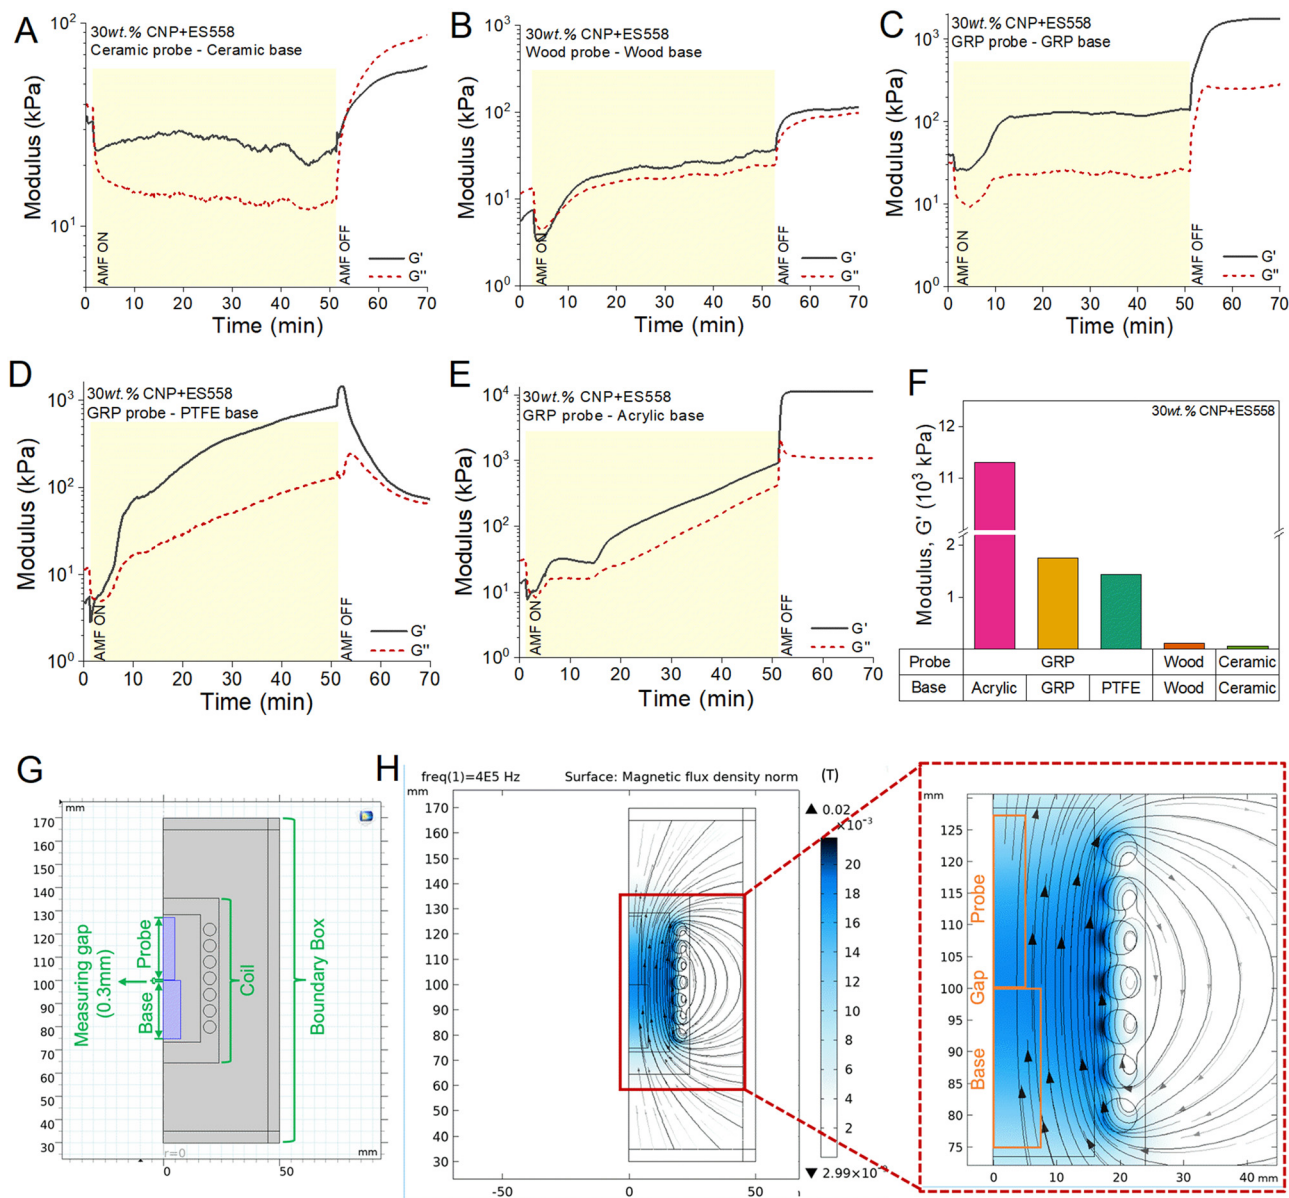 A
30wt.% CNP+ES558
Ceramic probe - Ceramic base
10²
10¹
Modulus (kPa)
AMF ON
AMF OFF
G'
G''
0 10 20 30 40 50 60 70
Time (min)
B
30wt.% CNP+ES558
Wood probe - Wood base
10³
10²
10¹
10⁰
Modulus (kPa)
AMF ON
AMF OFF
G'
G''
0 10 20 30 40 50 60 70
Time (min)
C
30wt.% CNP+ES558
GRP probe - GRP base
10³
10²
10¹
10⁰
Modulus (kPa)
AMF ON
AMF OFF
G'
G''
0 10 20 30 40 50 60 70
Time (min)
D
30wt.% CNP+ES558
GRP probe - PTFE base
10³
10²
10¹
10⁰
Modulus (kPa)
AMF ON
AMF OFF
G'
G''
0 10 20 30 40 50 60 70
Time (min)
E
30wt.% CNP+ES558
GRP probe - Acrylic base
10⁴
10³
10²
10¹
10⁰
Modulus (kPa)
AMF ON
AMF OFF
G'
G''
0 10 20 30 40 50 60 70
Time (min)
F
30wt.% CNP+ES558
12
11
2
1
Modulus, G' (10³ kPa)
Probe GRP Wood Ceramic
Base Acrylic GRP PTFE Wood Ceramic
G
mm
170
160
150
140
130
120
110
100
90
80
70
60
50
40
30
Measuring gap
(0.3mm)
Probe
Base
Coil
Boundary Box
r=0
mm
0 50
H
freq(1)=4E5 Hz Surface: Magnetic flux density norm (T)
mm
170
160
150
140
130
120
110
100
90
80
70
60
50
40
30
-50 0 50
▲ 0.02
×10⁻³
20
18
16
14
12
10
8
6
4
2
mm
125
120
115
110
105
100
95
90
85
80
75
Probe
Gap
Base
0 10 20 30 40 mm